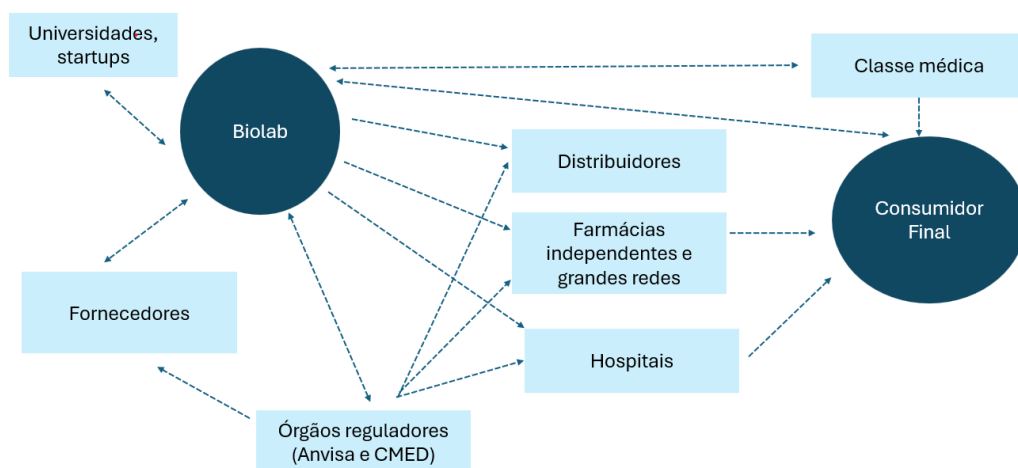 Universidades,
startups
Biolab
Classe médica
Distribuidores
Farmácias
independentes e
grandes redes
Consumidor
Final
Fornecedores
Hospitais
Órgãos reguladores
(Anvisa e CMED)